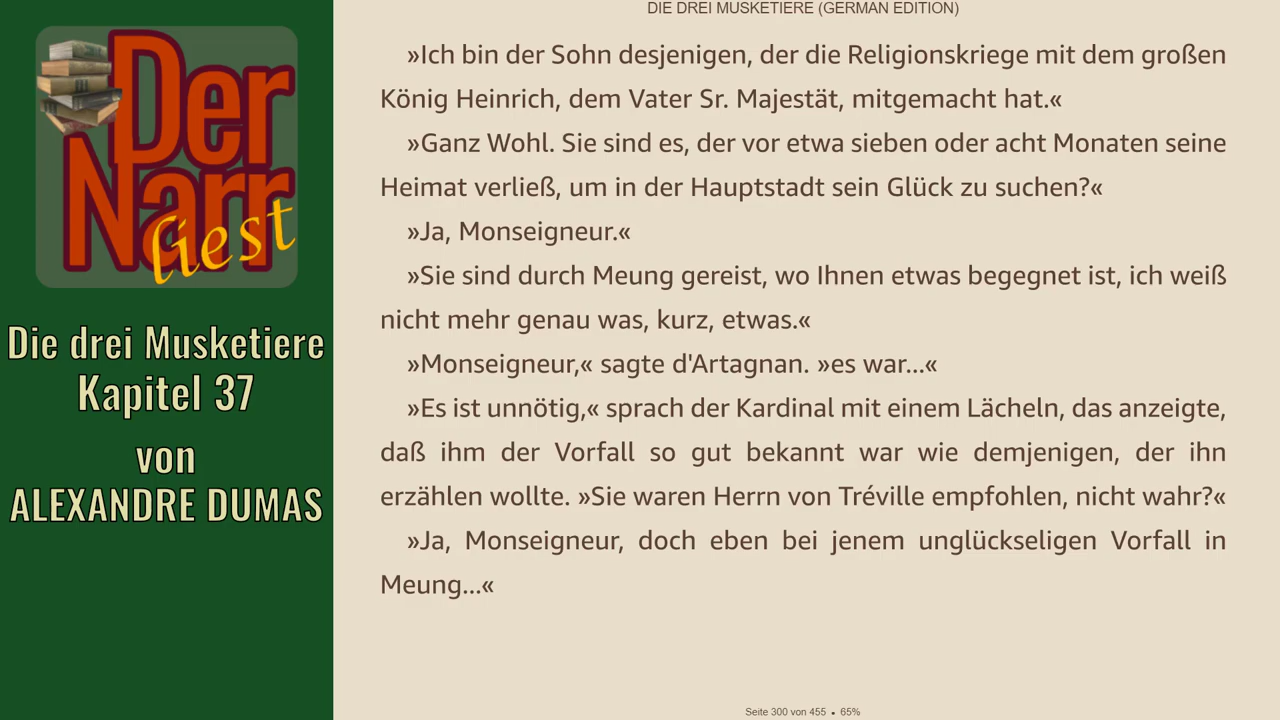 Der
Narr
liest
Die drei Musketiere
Kapitel 37
von
ALEXANDRE DUMAS
DIE DREI MUSKETIERE (GERMAN EDITION)
»Ich bin der Sohn desjenigen, der die Religionskriege mit dem großen
König Heinrich, dem Vater Sr. Majestät, mitgemacht hat.«
»Ganz Wohl. Sie sind es, der vor etwa sieben oder acht Monaten seine
Heimat verließ, um in der Hauptstadt sein Glück zu suchen?«
»Ja, Monseigneur.«
»Sie sind durch Meung gereist, wo Ihnen etwas begegnet ist, ich weiß
nicht mehr genau was, kurz, etwas.«
»Monseigneur,« sagte d'Artagnan. »es war...«
»Es ist unnötig,« sprach der Kardinal mit einem Lächeln, das anzeigte,
daß ihm der Vorfall so gut bekannt war wie demjenigen, der ihn
erzählen wollte. »Sie waren Herrn von Tréville empfohlen, nicht wahr?«
»Ja, Monseigneur, doch eben bei jenem unglückseligen Vorfall in
Meung...«
Seite 300 von 455 • 65%